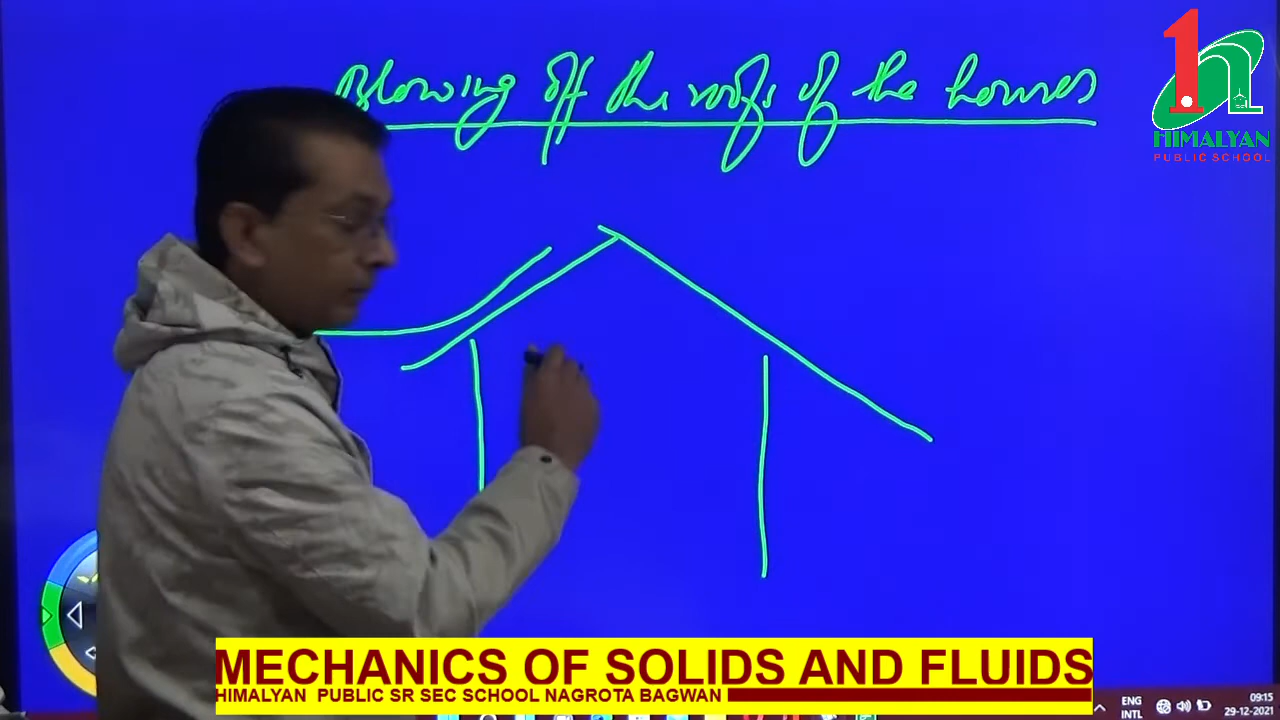 Blowing off the roofs of the houses
1h
HIMALYAN
PUBLIC SCHOOL
MECHANICS OF SOLIDS AND FLUIDS
HIMALYAN PUBLIC SR SEC SCHOOL NAGROTA BAGWAN
ENG
INTL
09:15
29-12-2021